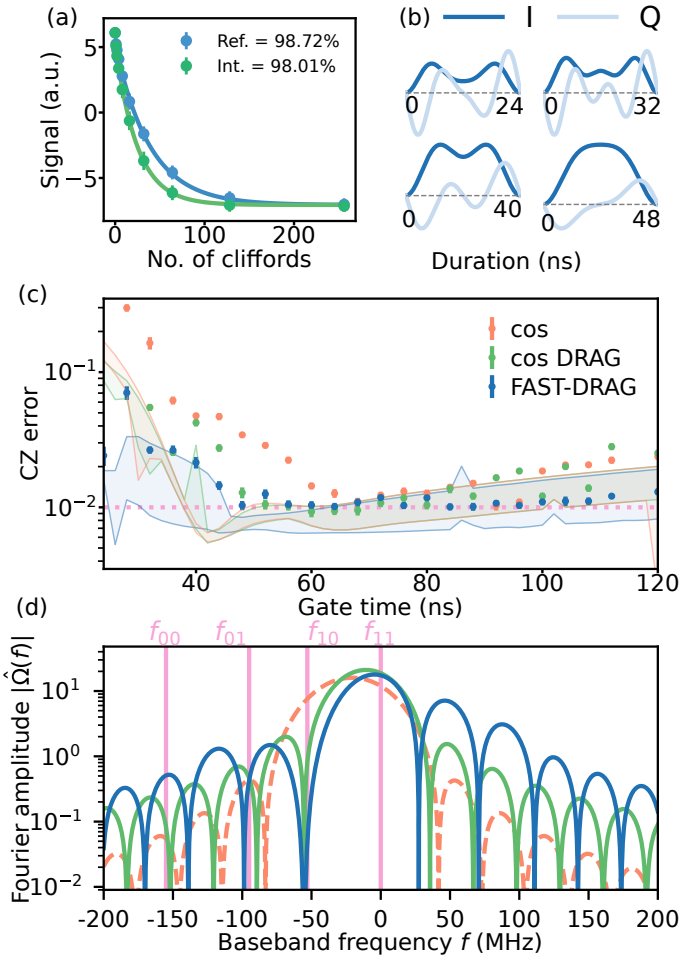 (a)
Ref. = 98.72%
Int. = 98.01%
5
0
−5
Signal (a.u.)
0 100 200
No. of cliffords
(b)
I Q
0 24
0 32
0 40
0 48
Duration (ns)
(c)
cos
cos DRAG
FAST-DRAG
10⁻¹
10⁻²
CZ error
40 60 80 100 120
Gate time (ns)
(d)
f₀₀ f₀₁ f₁₀ f₁₁
10¹
10⁰
10⁻¹
10⁻²
Fourier amplitude |Ω̂(f)|
-200 -150 -100 -50 0 50 100 150 200
Baseband frequency f (MHz)